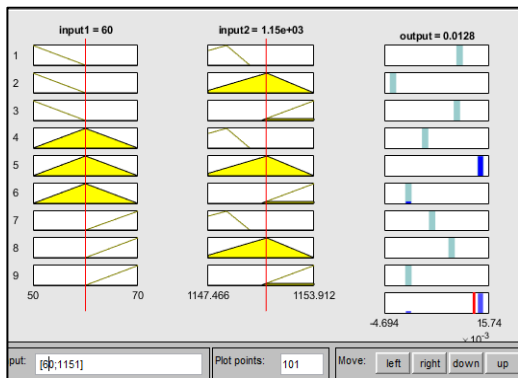 input1 = 60
input2 = 1.15e+03
output = 0.0128
1
2
3
4
5
6
7
8
9
50
70
1147.466
1153.912
-4.694
15.74
x 10⁻³
put:
[60;1151]
Plot points:
101
Move:
left
right
down
up